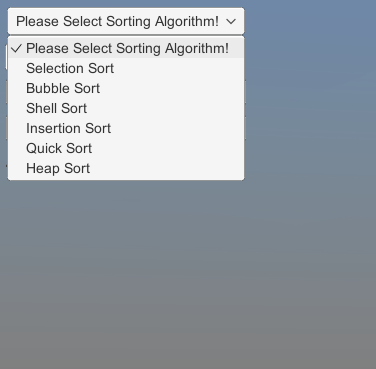 Please Select Sorting Algorithm!
Please Select Sorting Algorithm!
Selection Sort
Bubble Sort
Shell Sort
Insertion Sort
Quick Sort
Heap Sort